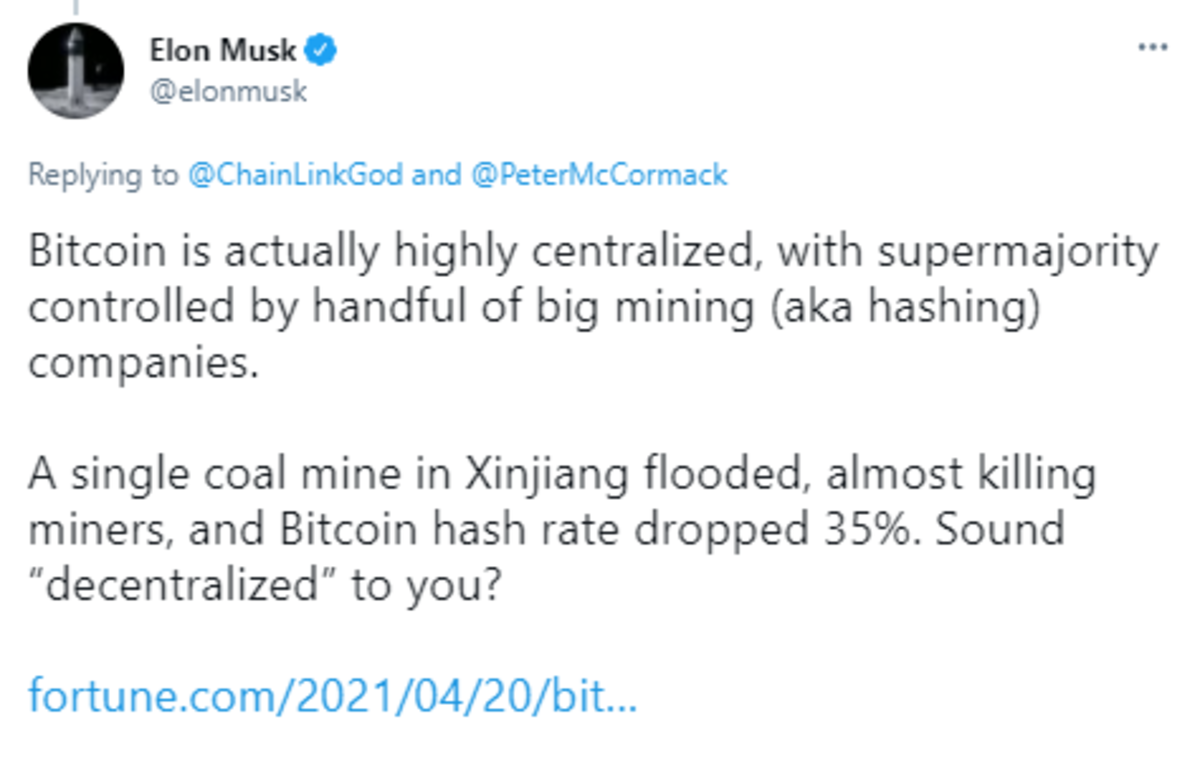 Elon Musk
@elonmusk
Replying to @ChainLinkGod and @PeterMcCormack
Bitcoin is actually highly centralized, with supermajority
controlled by handful of big mining (aka hashing)
companies.
A single coal mine in Xinjiang flooded, almost killing
miners, and Bitcoin hash rate dropped 35%. Sound
“decentralized” to you?
fortune.com/2021/04/20/bit...